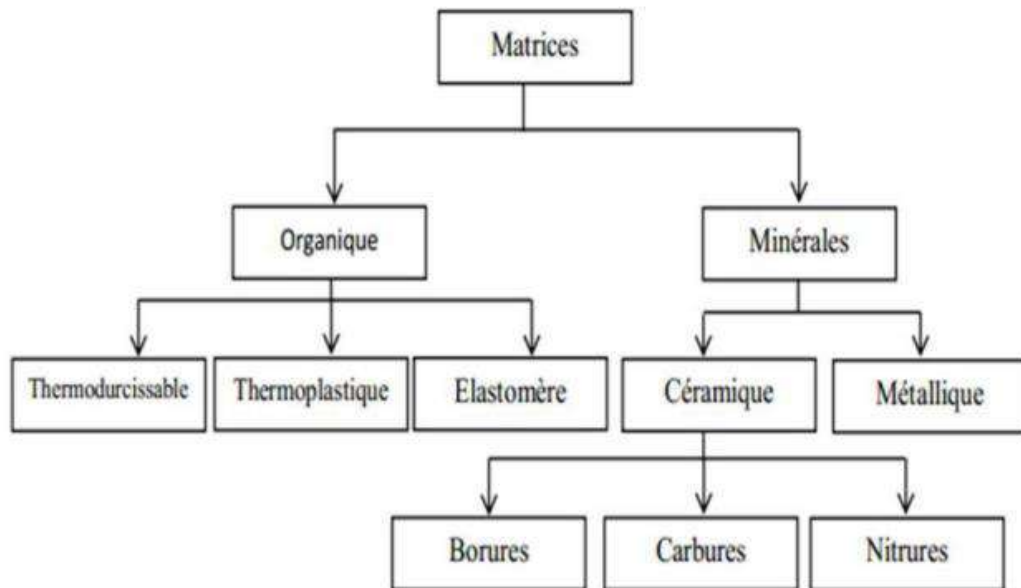 Matrices
Organique
Minérales
Thermodurcissable
Thermoplastique
Elastomère
Céramique
Métallique
Borures
Carbures
Nitrures